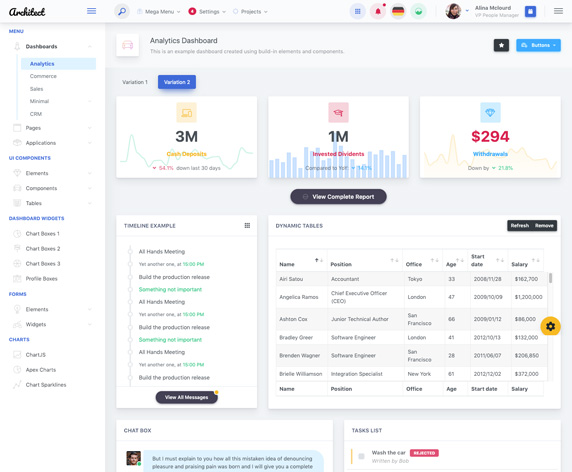 Architect
Mega Menu
Settings
Projects
Alina Mclourd
VP People Manager
MENU
Dashboards
Analytics
Commerce
Sales
Minimal
CRM
Pages
Applications
UI COMPONENTS
Elements
Components
Tables
DASHBOARD WIDGETS
Chart Boxes 1
Chart Boxes 2
Chart Boxes 3
Profile Boxes
FORMS
Elements
Widgets
CHARTS
ChartJS
Apex Charts
Chart Sparklines
Analytics Dashboard
This is an example dashboard created using build-in elements and components.
Buttons
Variation 1
Variation 2
3M
Cash Deposits
54.1% down last 30 days
1M
Invested Dividents
Compared to YoY: 14.1%
$294
Withdrawals
Down by 21.8%
View Complete Report
TIMELINE EXAMPLE
All Hands Meeting
Yet another one, at 15:00 PM
Build the production release
Something not important
All Hands Meeting
Yet another one, at 15:00 PM
Build the production release
Something not important
All Hands Meeting
Yet another one, at 15:00 PM
Build the production release
View All Messages
DYNAMIC TABLES
Refresh Remove
Name Position Office Age Start date Salary
Airi Satou Accountant Tokyo 33 2008/11/28 $162,700
Angelica Ramos Chief Executive Officer (CEO) London 47 2009/10/09 $1,200,000
Ashton Cox Junior Technical Author San Francisco 66 2009/01/12 $86,000
Bradley Greer Software Engineer London 41 2012/10/13 $132,000
Brenden Wagner Software Engineer San Francisco 28 2011/06/07 $206,850
Brielle Williamson Integration Specialist New York 61 2012/12/02 $372,000
Name Position Office Age Start date Salary
CHAT BOX
But I must explain to you how all this mistaken idea of denouncing
pleasure and praising pain was born and I will give you a complete
TASKS LIST
Wash the car REJECTED
Written by Bob